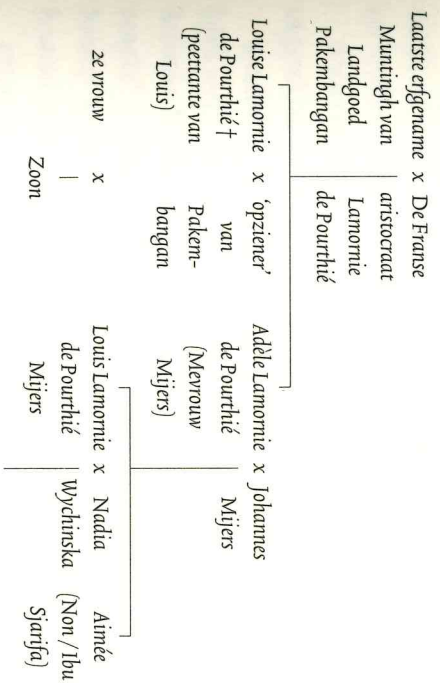 Laatste erfgename x De Franse
Muntingh van aristocraat
Landgoed Lamornie
Pakembangan de Pourthié
Louise Lamornie x 'opziener' Adèle Lamornie x Johannes
de Pourthié † van de Pourthié Mijers
(peettante van Pakem- (Mevrouw
Louis) bangan Mijers)
2e vrouw x Louis Lamornie x Nadia Aimée
de Pourthié Wychinska (Non / Ibu
Zoon Mijers Sjarifa)